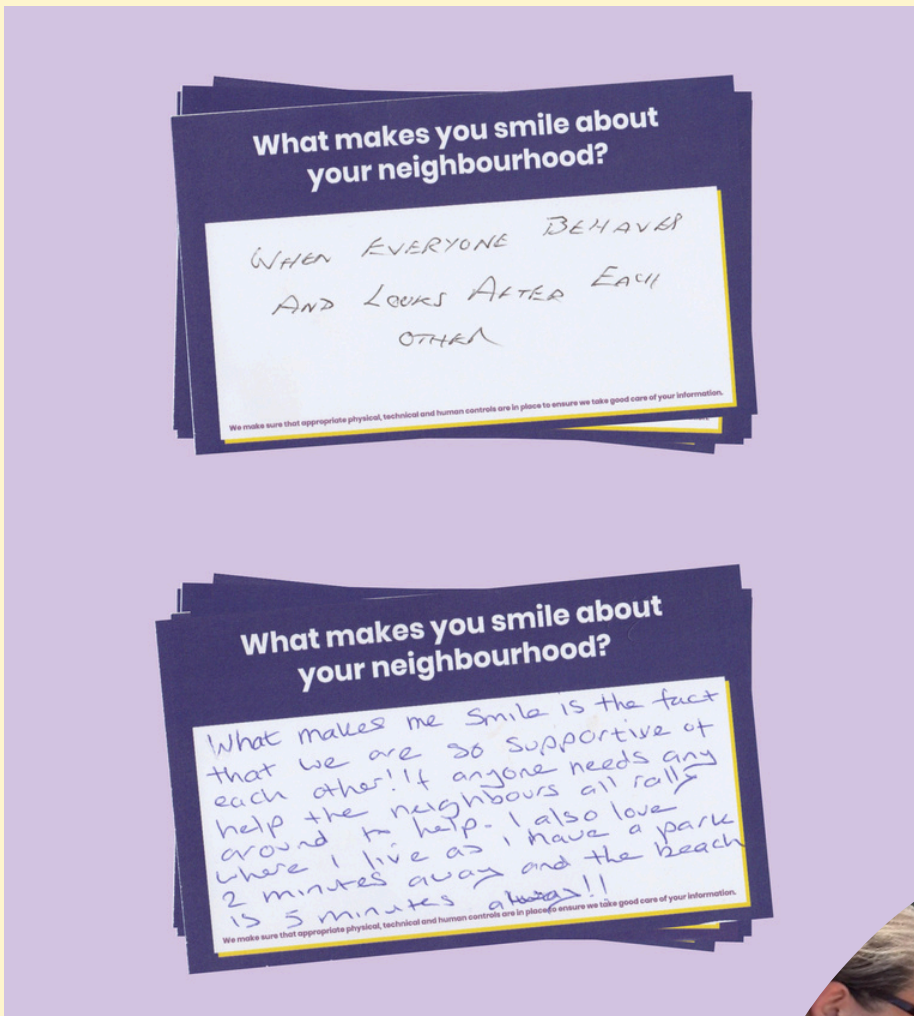 What makes you smile about
your neighbourhood?
WHEN EVERYONE BEHAVES
AND LOOKS AFTER EACH
OTHER
We make sure that appropriate physical, technical and human controls are in place to ensure we take good care of your information.
What makes you smile about
your neighbourhood?
What makes me smile is the fact
that we are so supportive of
each other! If anyone needs any
help the neighbours all rally
around to help. I also love
where I live as I have a park
2 minutes away and the beach
is 5 minutes !!
We make sure that appropriate physical, technical and human controls are in place to ensure we take good care of your information.